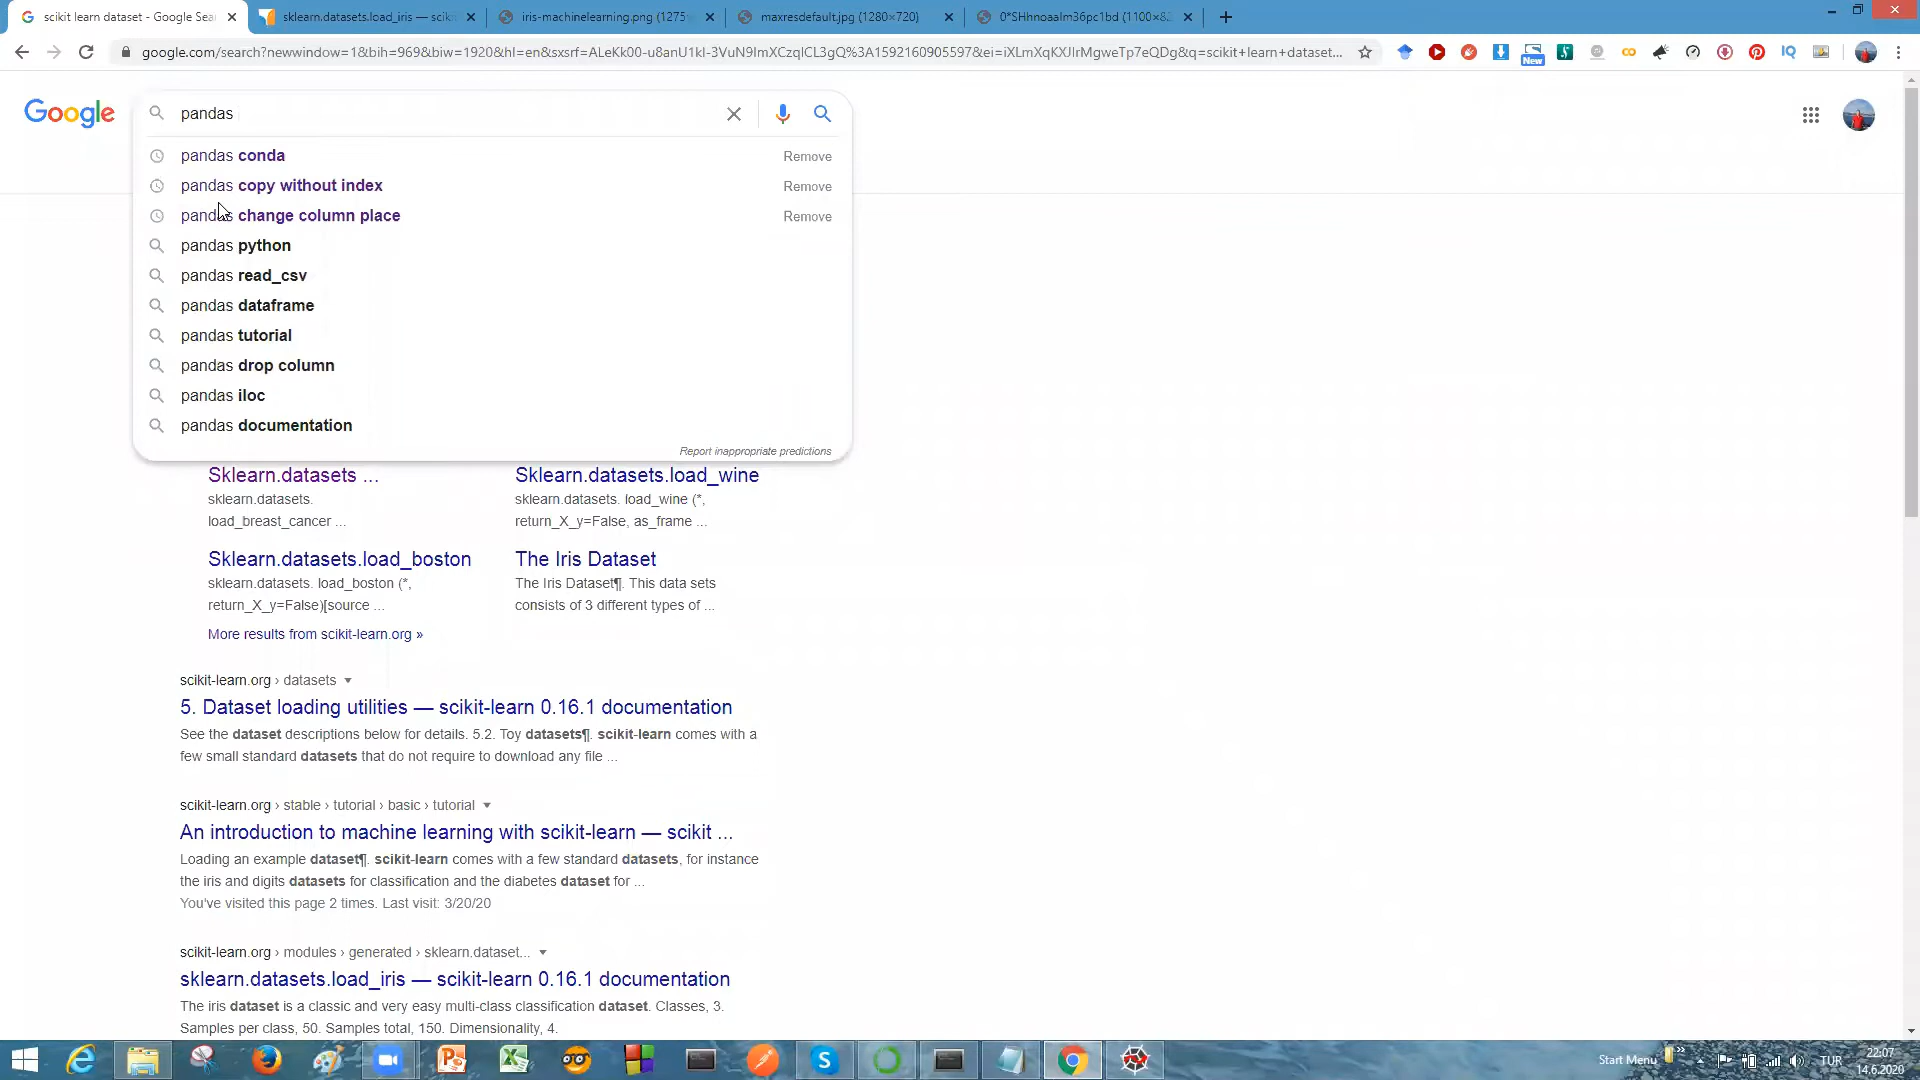 scikit learn dataset - Google Sea
sklearn.datasets.load_iris — scik
iris-machinelearning.png (1275
maxresdefault.jpg (1280×720)
google.com/search?newwindow=1&bih=969&biw=1920&hl=en&sxsrf=ALeKk00-u8anU1kI-3VuN9ImXCzqlCL3gQ%3A1592160905597&ei=iXLmXqKXJIrMgweTp7eQDg&q=scikit+learn+dataset...
New
Google
pandas
pandas conda
Remove
pandas copy without index
Remove
pandas change column place
Remove
pandas python
pandas read_csv
pandas dataframe
pandas tutorial
pandas drop column
pandas iloc
pandas documentation
Report inappropriate predictions
Sklearn.datasets ...
sklearn.datasets.
load_breast_cancer ...
Sklearn.datasets.load_wine
sklearn.datasets. load_wine (*,
return_X_y=False, as_frame ...
Sklearn.datasets.load_boston
sklearn.datasets. load_boston (*,
return_X_y=False)[source ...
The Iris Dataset
The Iris Dataset¶. This data sets
consists of 3 different types of ...
More results from scikit-learn.org »
scikit-learn.org › datasets
5. Dataset loading utilities — scikit-learn 0.16.1 documentation
See the dataset descriptions below for details. 5.2. Toy datasets¶. scikit-learn comes with a
few small standard datasets that do not require to download any file ...
scikit-learn.org › stable › tutorial › basic › tutorial
An introduction to machine learning with scikit-learn — scikit ...
Loading an example dataset¶. scikit-learn comes with a few standard datasets, for instance
the iris and digits datasets for classification and the diabetes dataset for ...
You've visited this page 2 times. Last visit: 3/20/20
scikit-learn.org › modules › generated › sklearn.dataset...
sklearn.datasets.load_iris — scikit-learn 0.16.1 documentation
The iris dataset is a classic and very easy multi-class classification dataset. Classes, 3.
Samples per class, 50. Samples total, 150. Dimensionality, 4.
Start Menu
TUR
22:07
14.6.2020